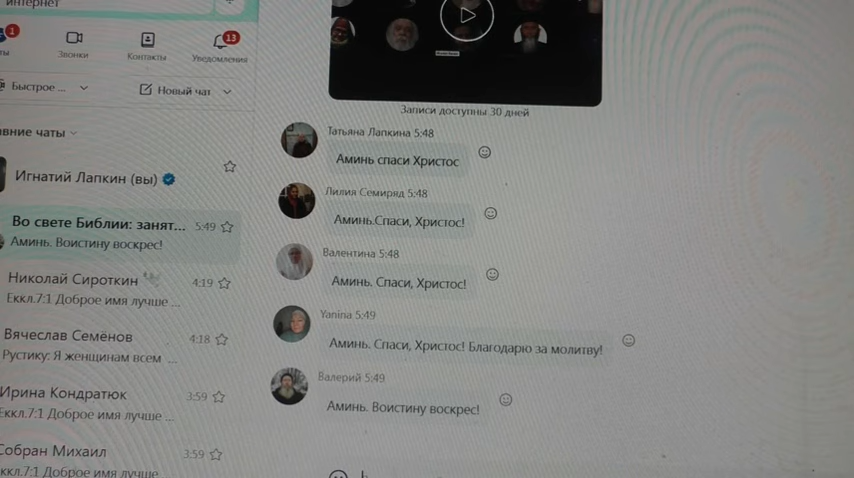 интернет
1
13
Звонки
Контакты
Уведомления
Быстрое ...
Новый чат
Игнатий Лапкин (вы)
Во свете Библии: занят... 5:49
Аминь. Воистину воскрес!
Николай Сироткин 4:19
Еккл.7:1 Доброе имя лучше ...
Вячеслав Семёнов 4:18
Рустику: Я женщинам всем ...
Ирина Кондратюк 3:59
Еккл.7:1 Доброе имя лучше ...
Собран Михаил 3:59
ккл.7:1 Доброе имя лучше
Записи доступны 30 дней
Татьяна Лапкина 5:48
Аминь спаси Христос
Лилия Семиряд 5:48
Аминь.Спаси, Христос!
Валентина 5:48
Аминь. Спаси, Христос!
Yanina 5:49
Аминь. Спаси, Христос! Благодарю за молитву!
Валерий 5:49
Аминь. Воистину воскрес!